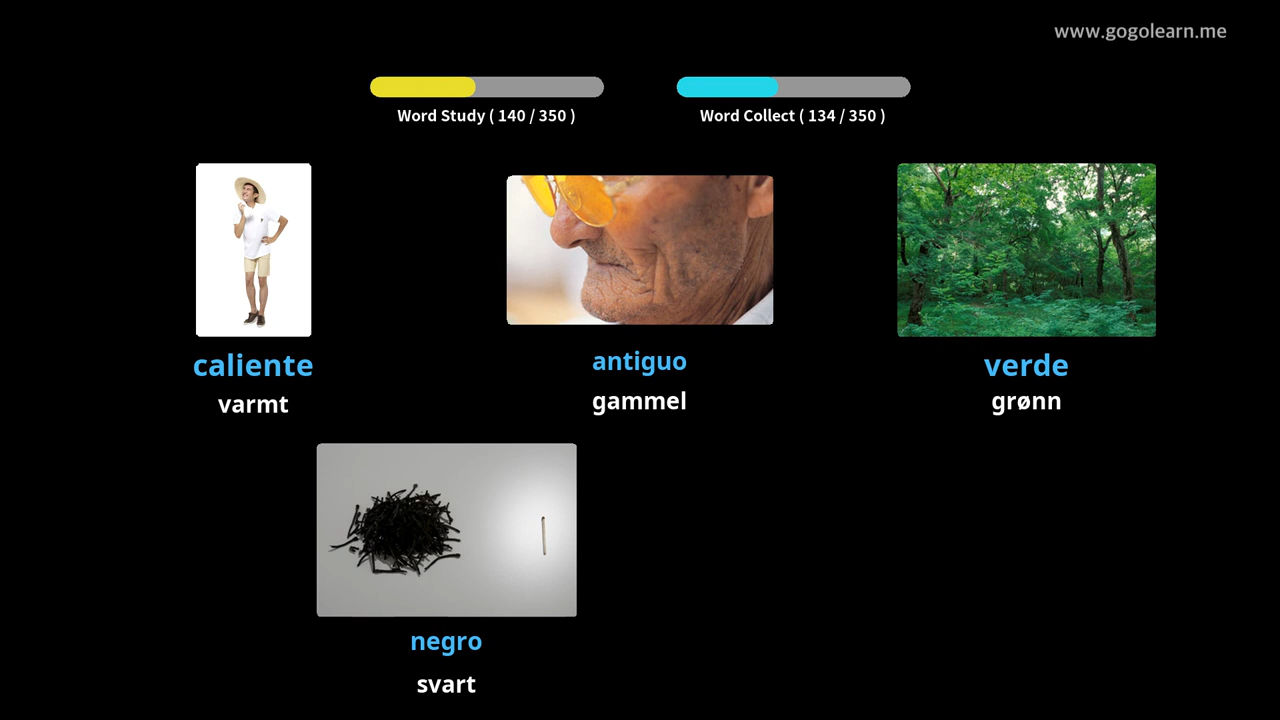 www.gogolearn.me
Word Study ( 140 / 350 )
Word Collect ( 134 / 350 )
caliente
varmt
antiguo
gammel
verde
grønn
negro
svart